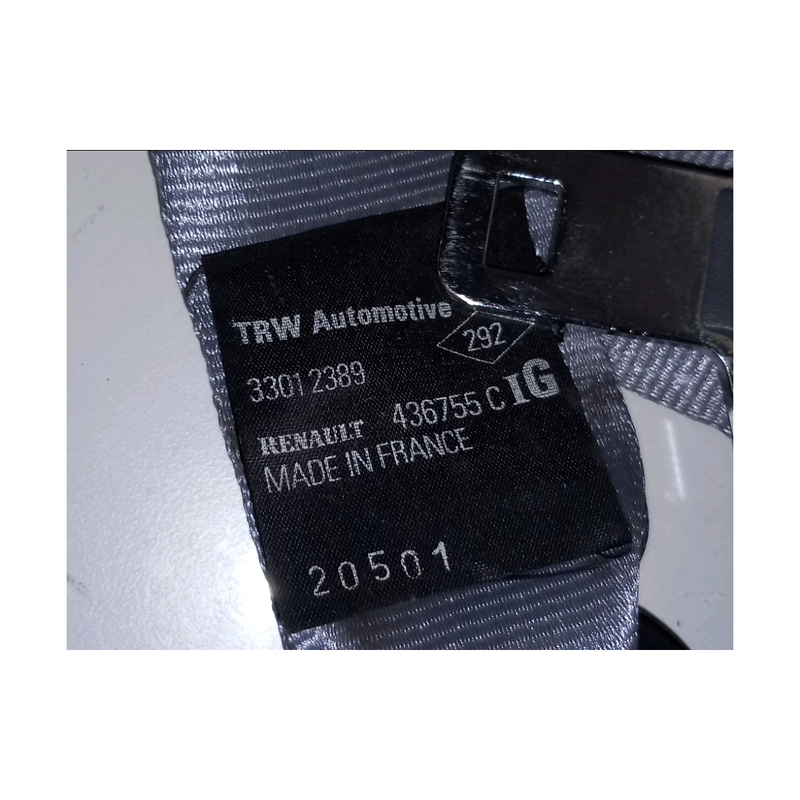 TRW Automotive
292
33012389
436755 C IG
RENAULT
MADE IN FRANCE
20501